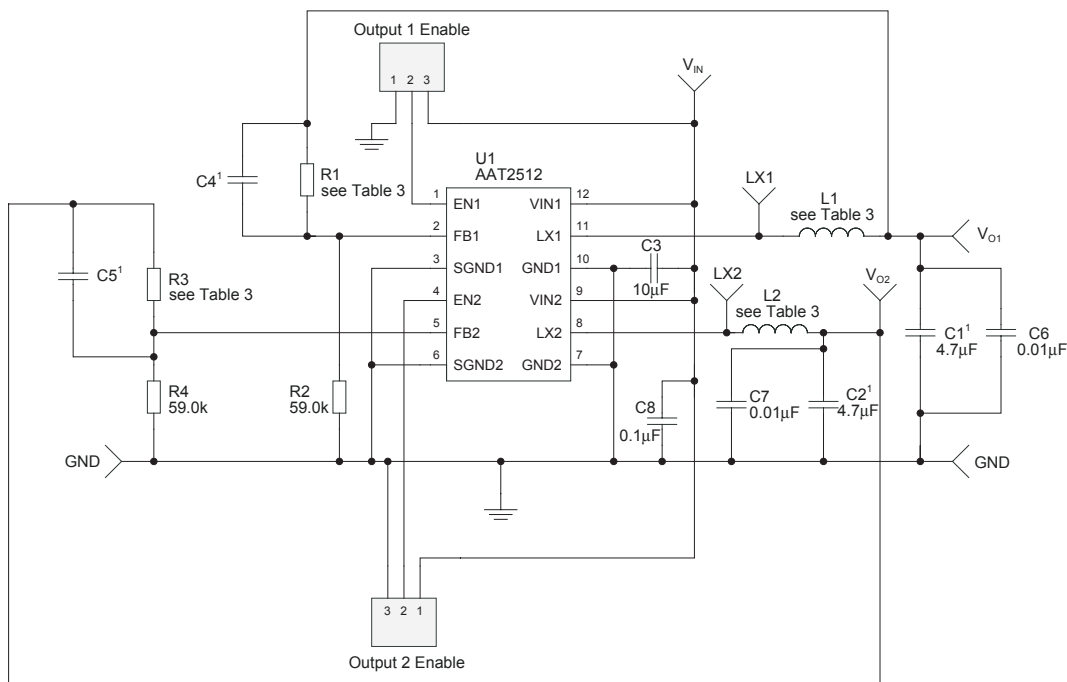 Output 1 Enable
1 2 3
V_IN
U1
AAT2512
C4¹
R1
see Table 3
LX1
L1
see Table 3
1 EN1 VIN1 12
2 FB1 LX1 11
3 SGND1 GND1 10
4 EN2 VIN2 9
5 FB2 LX2 8
6 SGND2 GND2 7
C3
10µF
V_O1
C5¹
R3
see Table 3
LX2
L2
see Table 3
V_O2
C1¹
4.7µF
C6
0.01µF
R4
59.0k
R2
59.0k
C8
0.1µF
C7
0.01µF
C2¹
4.7µF
GND
GND
3 2 1
Output 2 Enable